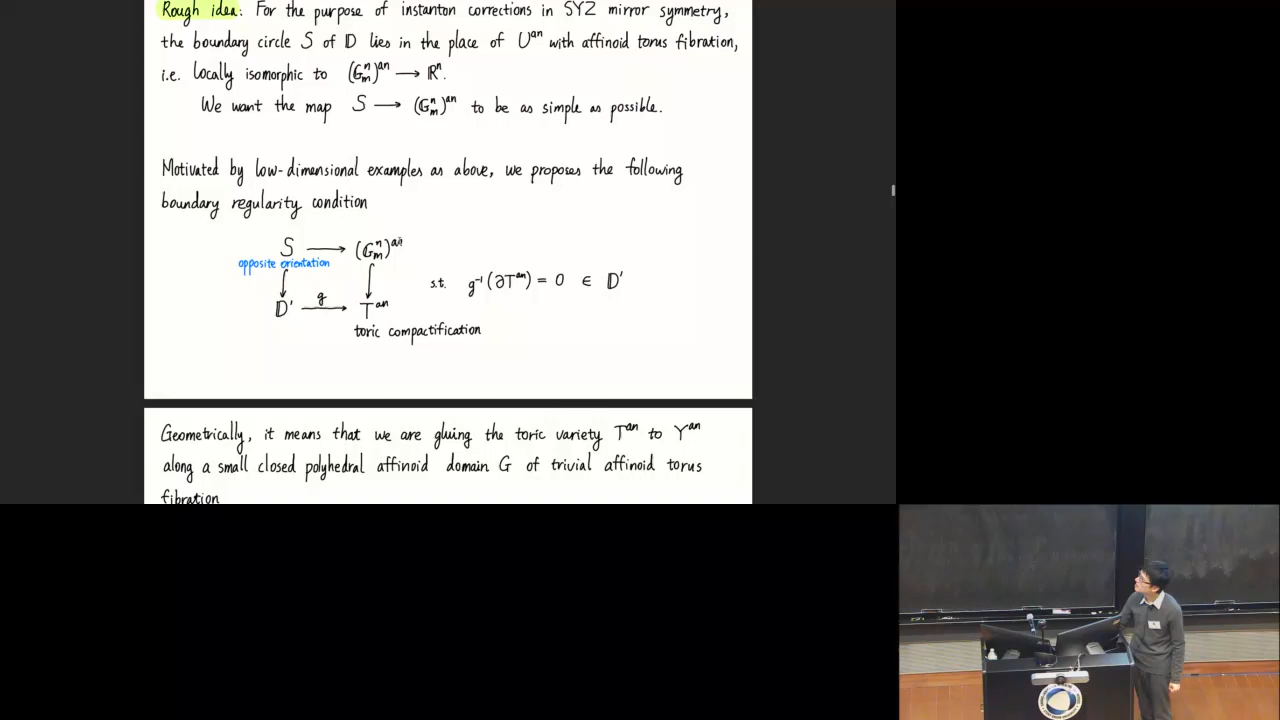 Rough idea: For the purpose of instanton corrections in SYZ mirror symmetry,
the boundary circle S of 𝔻 lies in the place of U^an with affinoid torus fibration,
i.e. locally isomorphic to (𝔾_m^n)^an ⟶ ℝ^n.
We want the map S ⟶ (𝔾_m^n)^an to be as simple as possible.
Motivated by low-dimensional examples as above, we proposes the following
boundary regularity condition
S ⟶ (𝔾_m^n)^an
opposite orientation
s.t. g^-1(∂T^an) = 0 ∈ 𝔻'
𝔻' ⟶ T^an
g
toric compactification
Geometrically, it means that we are gluing the toric variety T^an to Y^an
along a small closed polyhedral affinoid domain G of trivial affinoid torus
fibration